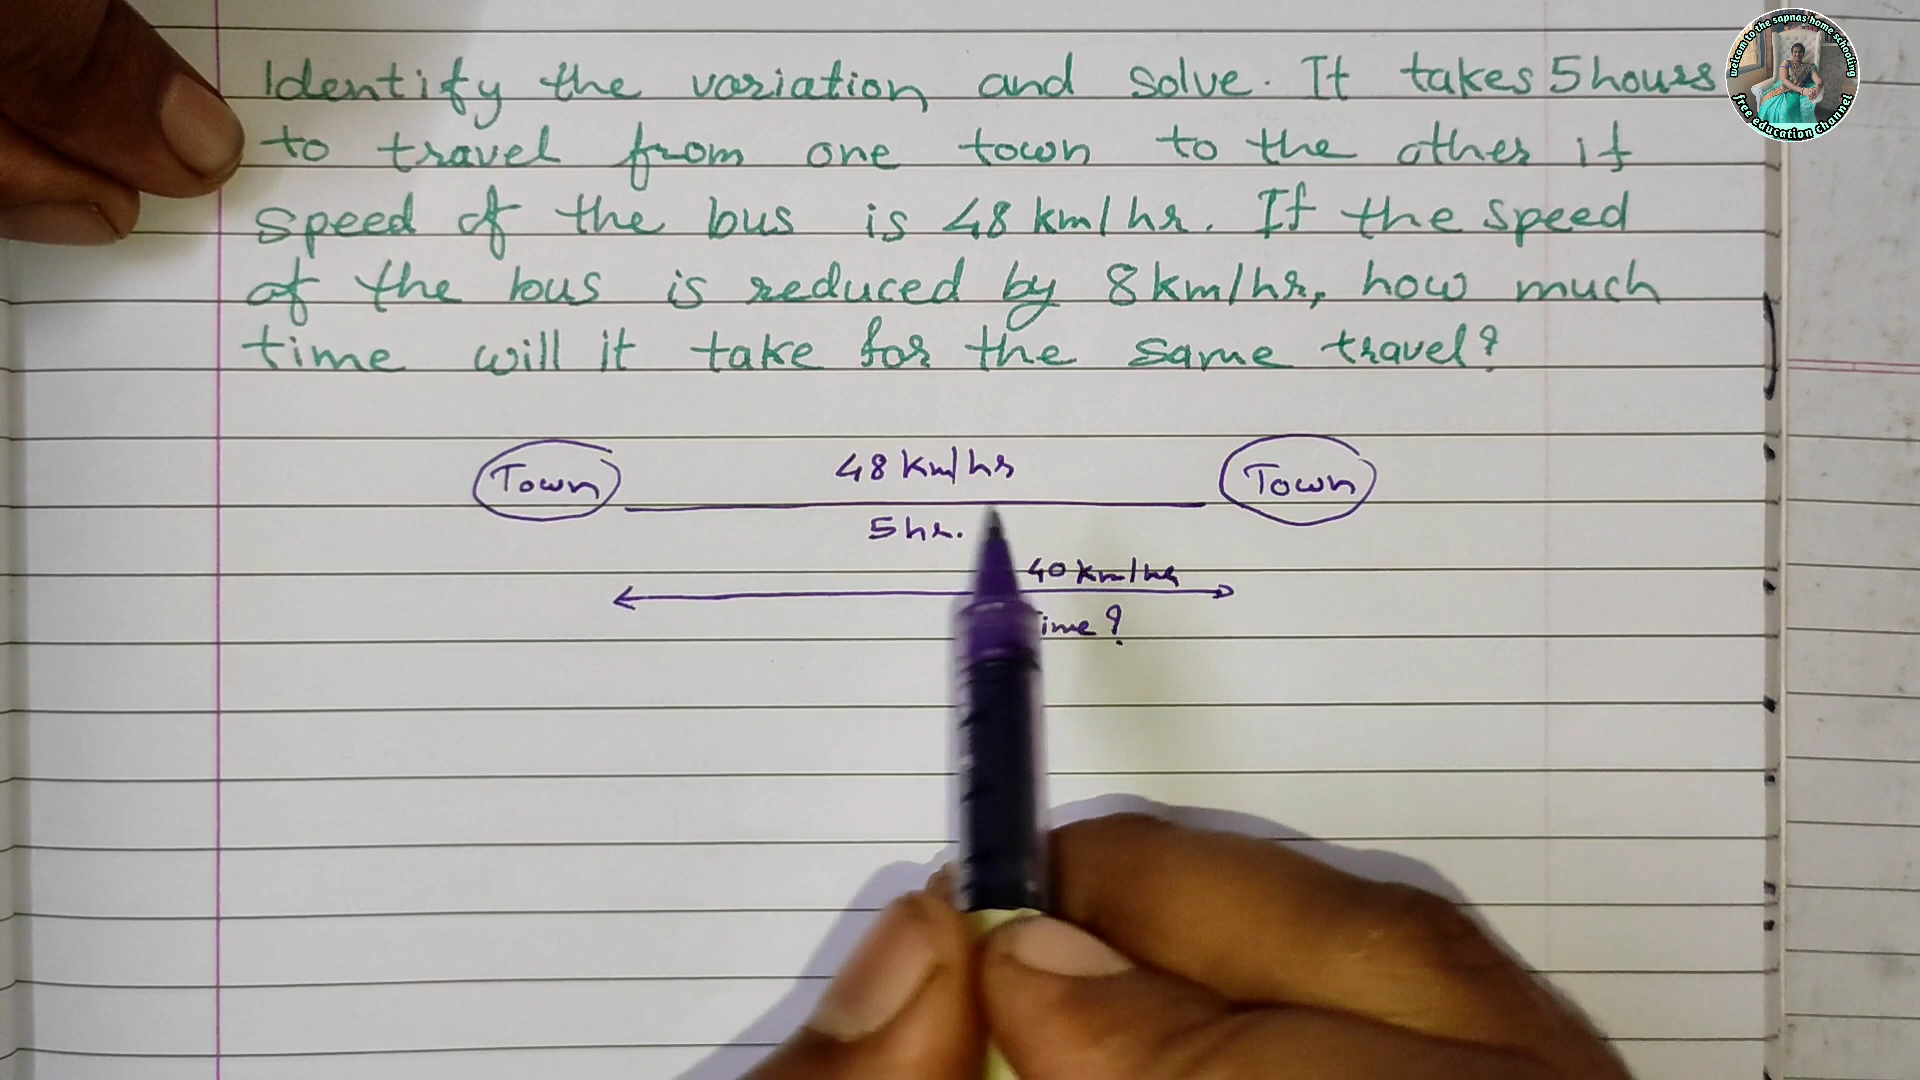 Identify the variation and solve. It takes 5 hours
to travel from one town to the other if
speed of the bus is 48 km/hr. If the speed
of the bus is reduced by 8 km/hr, how much
time will it take for the same travel?
Town 48 km/hr Town
5 hr.
40 km/hr
ime ?
welcom to the sapnas home schooling
free education channel